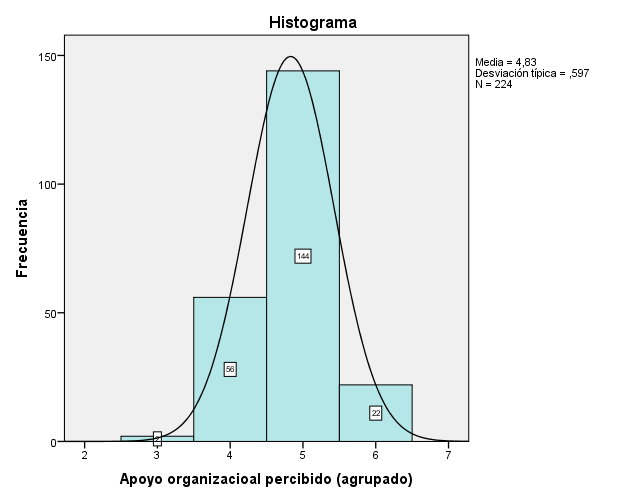 Histograma
Media = 4,83
Desviación típica = ,597
N = 224
150
100
50
0
Frecuencia
144
56
22
2
2
3
4
5
6
7
Apoyo organizacioal percibido (agrupado)